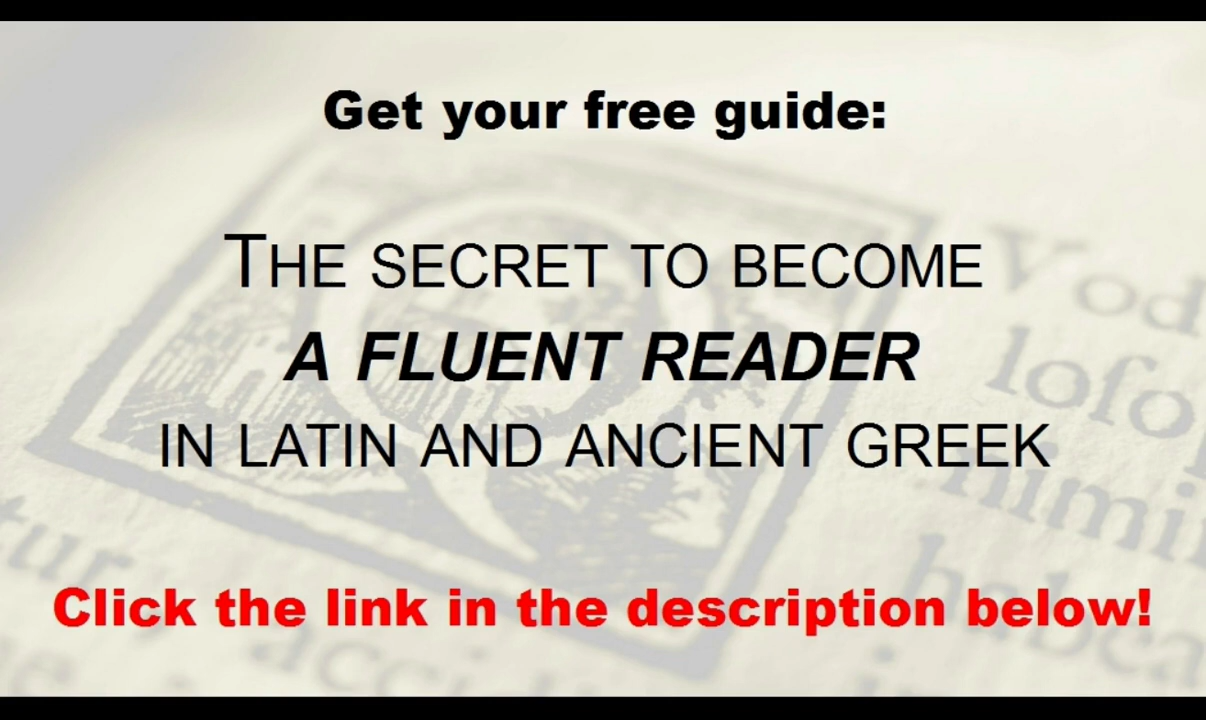 Get your free guide:
THE SECRET TO BECOME
A FLUENT READER
IN LATIN AND ANCIENT GREEK
Click the link in the description below!